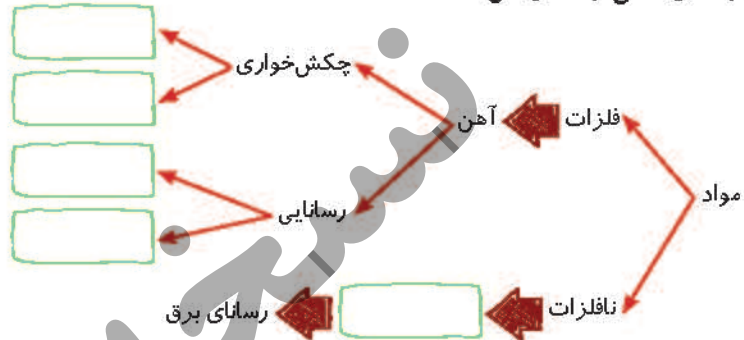 چکش‌خواری
فلزات
آهن
مواد
رسانایی
نافلزات
رسانای برق